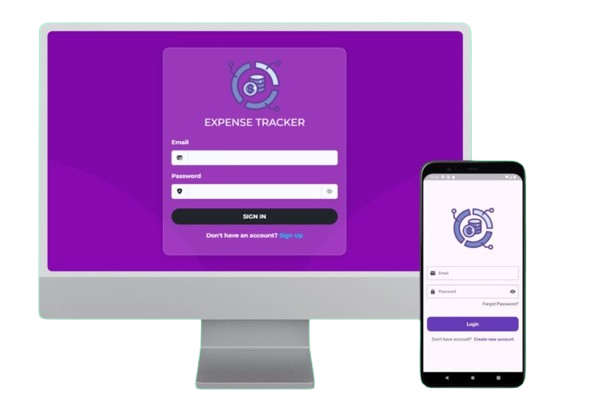 EXPENSE TRACKER
Email
Password
SIGN IN
Don't have an account? Sign Up
Email
Password
Forgot Password?
Login
Don't have account? Create new account